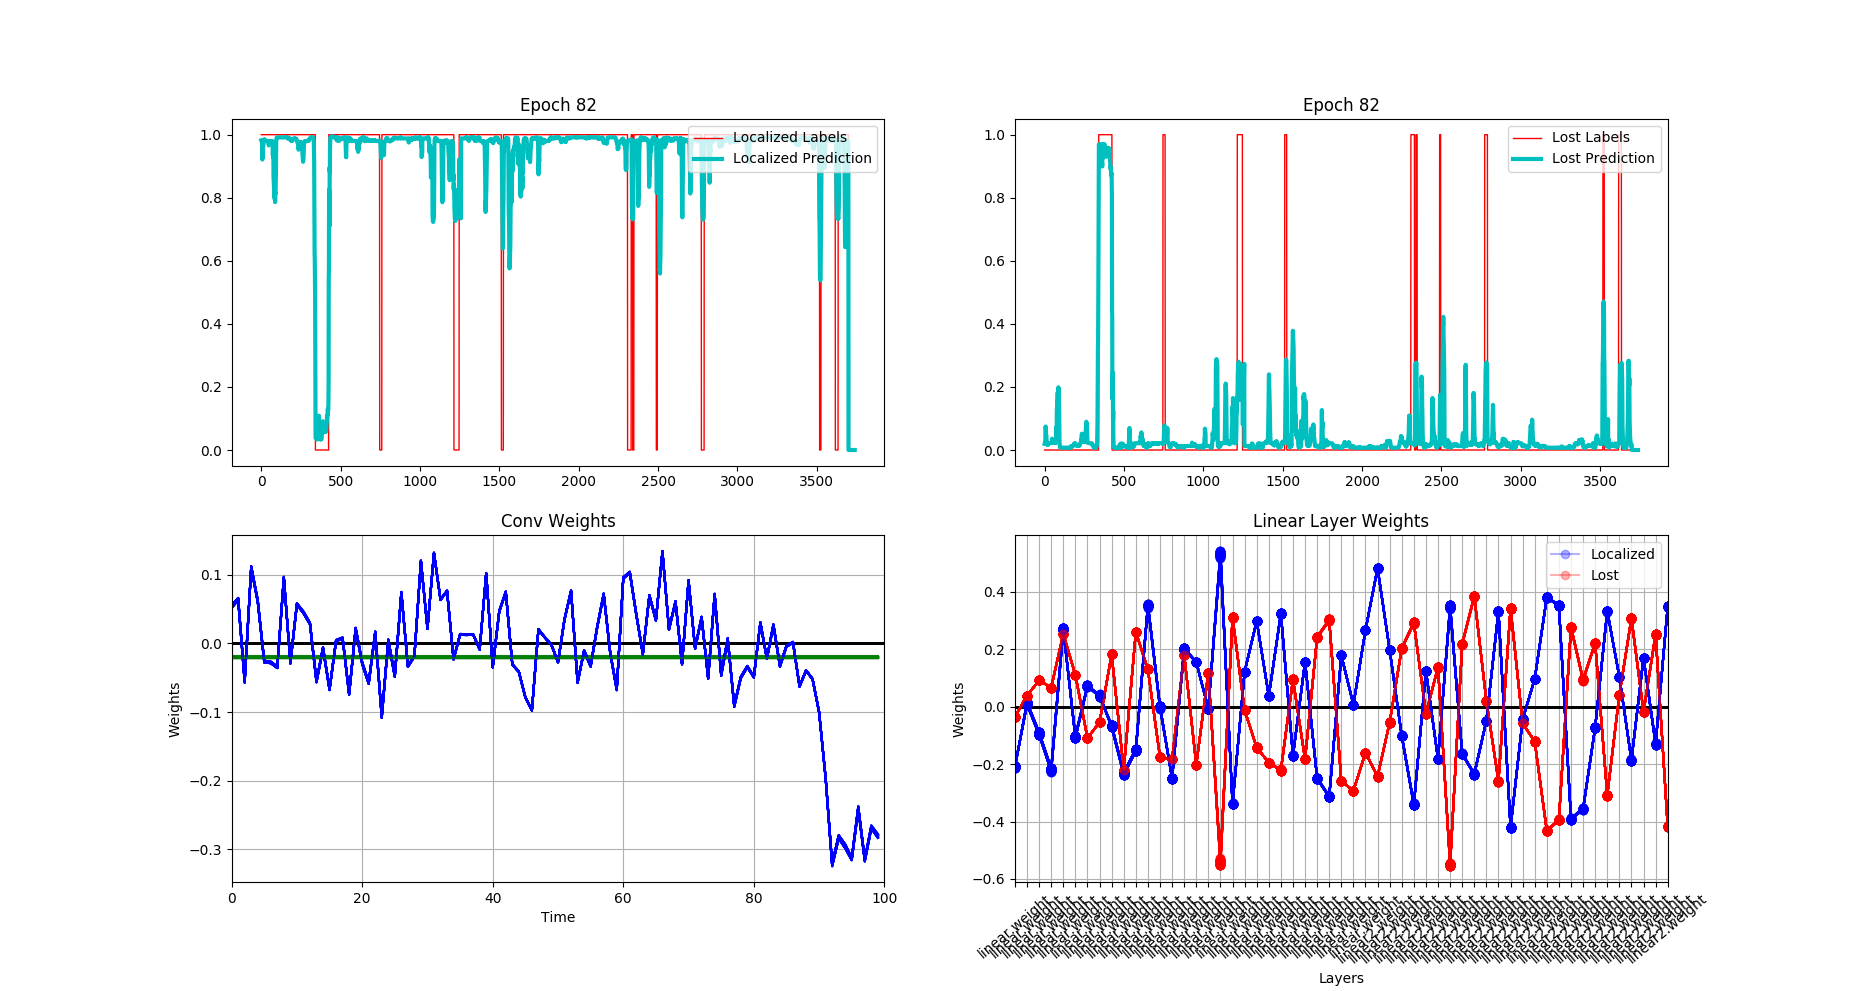 Epoch 82
1.0
0.8
0.6
0.4
0.2
0.0
Localized Labels
Localized Prediction
0 500 1000 1500 2000 2500 3000 3500
Epoch 82
1.0
0.8
0.6
0.4
0.2
0.0
Lost Labels
Lost Prediction
0 500 1000 1500 2000 2500 3000 3500
Conv Weights
Weights
0.1
0.0
−0.1
−0.2
−0.3
0 20 40 60 80 100
Time
Linear Layer Weights
Weights
0.4
0.2
0.0
−0.2
−0.4
−0.6
Localized
Lost
linear.weight
linear2.weight
Layers